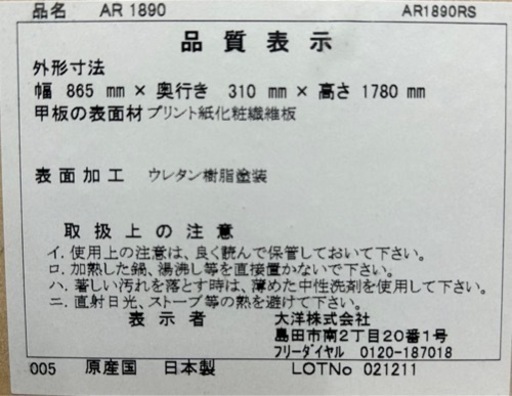 品名 AR 1890 AR1890RS
品質表示
外形寸法
幅 865 mm × 奥行き 310 mm × 高さ 1780 mm
甲板の表面材 プリント紙化粧繊維板
表面加工 ウレタン樹脂塗装
取扱上の注意
イ. 使用上の注意は、良く読んで保管しておいて下さい。
ロ. 加熱した鍋、湯沸し等を直接置かないで下さい。
ハ. 著しい汚れを落とす時は、薄めた中性洗剤を使用して下さい。
ニ. 直射日光、ストーブ等の熱を避けて下さい。
表示者 大洋株式会社
島田市南2丁目20番1号
フリーダイヤル 0120-187018
005 原産国 日本製 LOTNo 021211